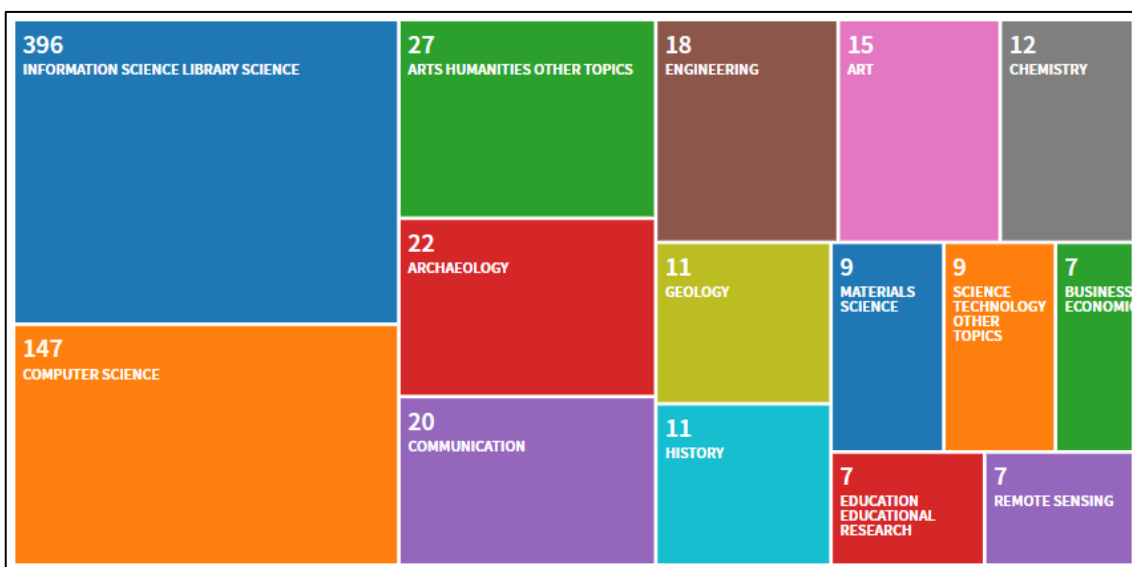 396
INFORMATION SCIENCE LIBRARY SCIENCE
147
COMPUTER SCIENCE
27
ARTS HUMANITIES OTHER TOPICS
22
ARCHAEOLOGY
20
COMMUNICATION
18
ENGINEERING
15
ART
12
CHEMISTRY
11
GEOLOGY
11
HISTORY
9
MATERIALS
SCIENCE
9
SCIENCE
TECHNOLOGY
OTHER
TOPICS
7
BUSINESS
7
EDUCATION
EDUCATIONAL
RESEARCH
7
REMOTE SENSING